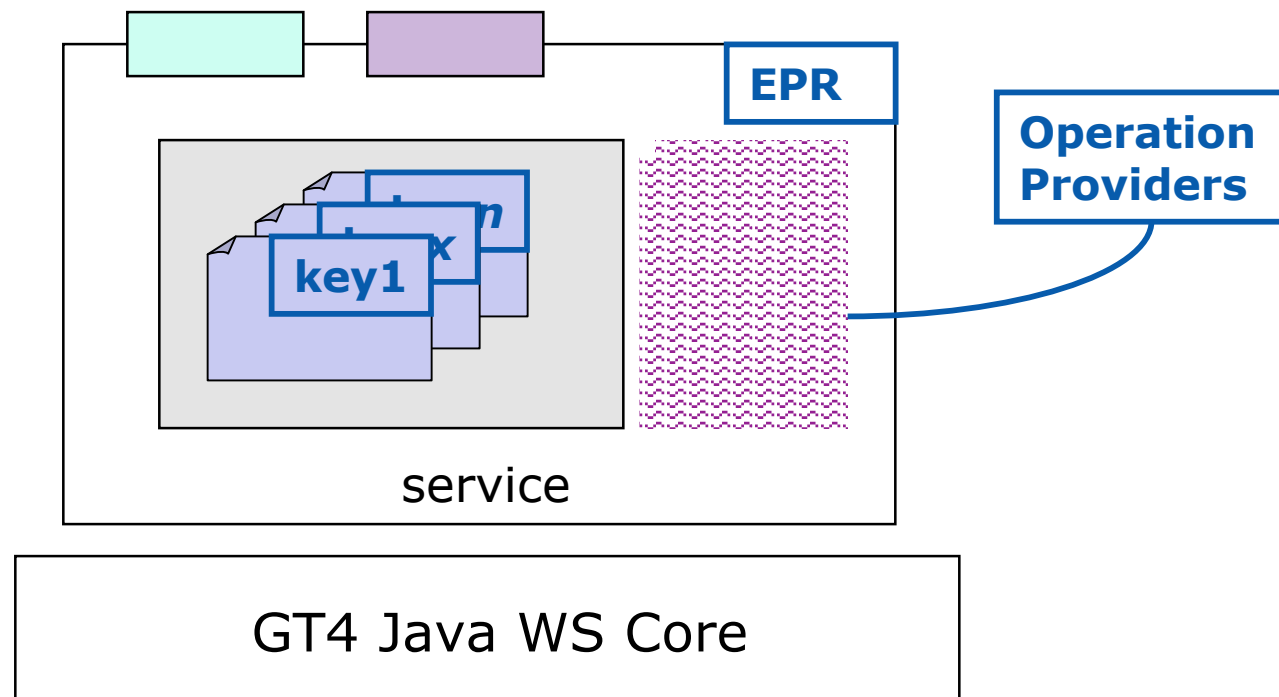 EPR
Operation
Providers
n
x
key1
service
GT4 Java WS Core